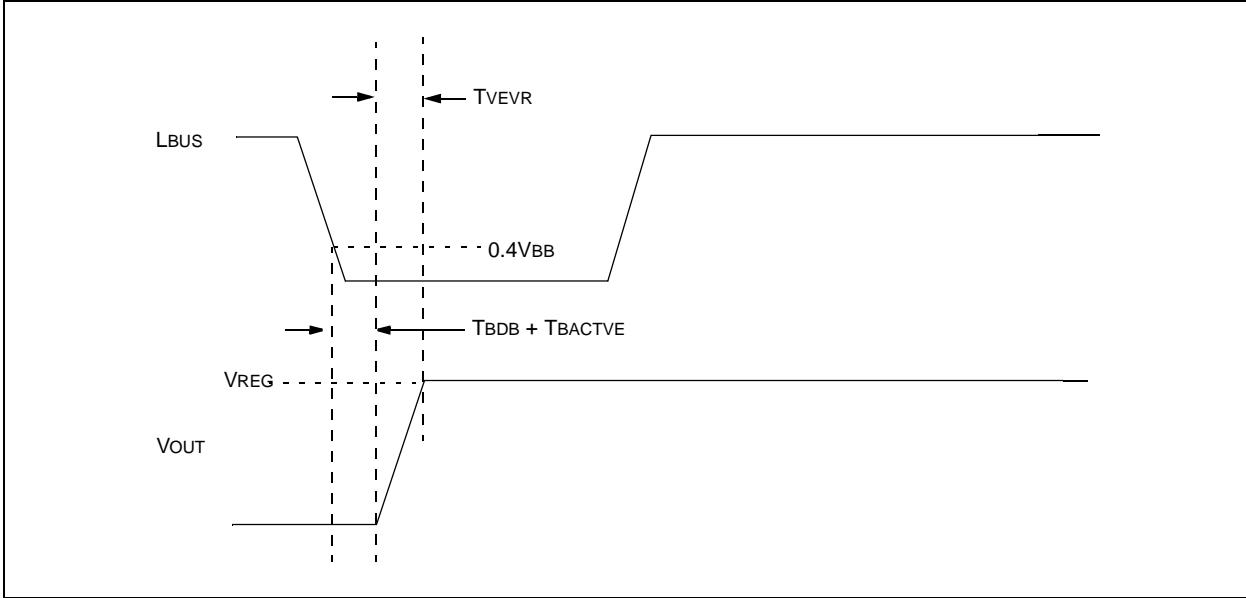 TVEVR
LBUS
0.4VBB
TBDB + TBACTVE
VREG
VOUT